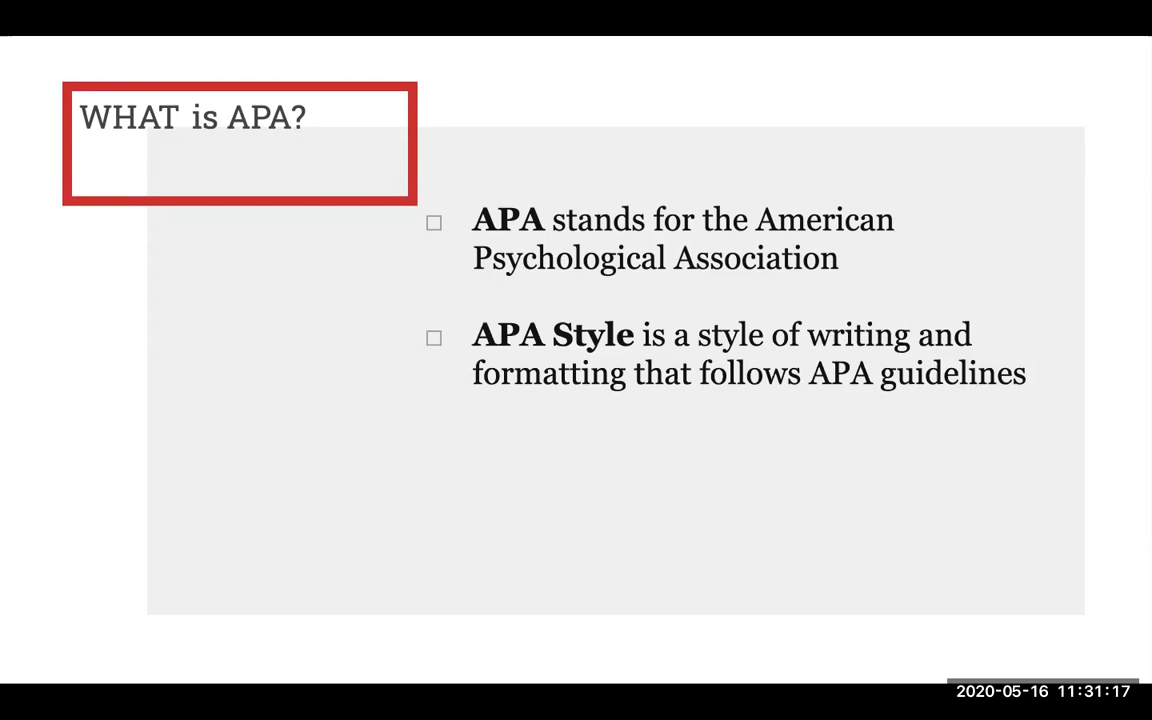 WHAT is APA?
APA stands for the American
Psychological Association
APA Style is a style of writing and
formatting that follows APA guidelines
2020-05-16 11:31:17